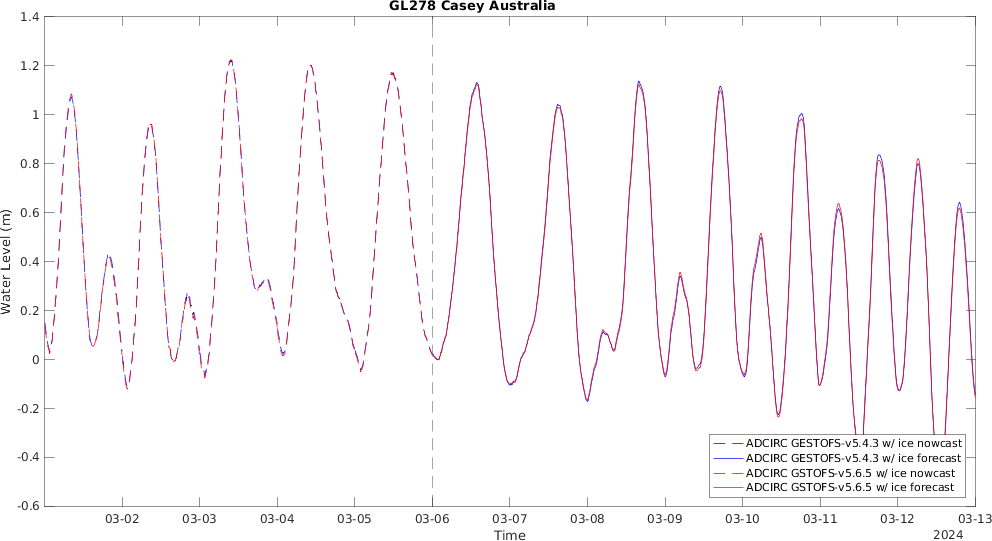 GL278 Casey Australia
1.4
1.2
1
0.8
0.6
0.4
0.2
0
-0.2
-0.4
-0.6
Water Level (m)
ADCIRC GESTOFS-v5.4.3 w/ ice nowcast
ADCIRC GESTOFS-v5.4.3 w/ ice forecast
ADCIRC GSTOFS-v5.6.5 w/ ice nowcast
ADCIRC GSTOFS-v5.6.5 w/ ice forecast
03-02 03-03 03-04 03-05 03-06 03-07 03-08 03-09 03-10 03-11 03-12 03-13
Time
2024